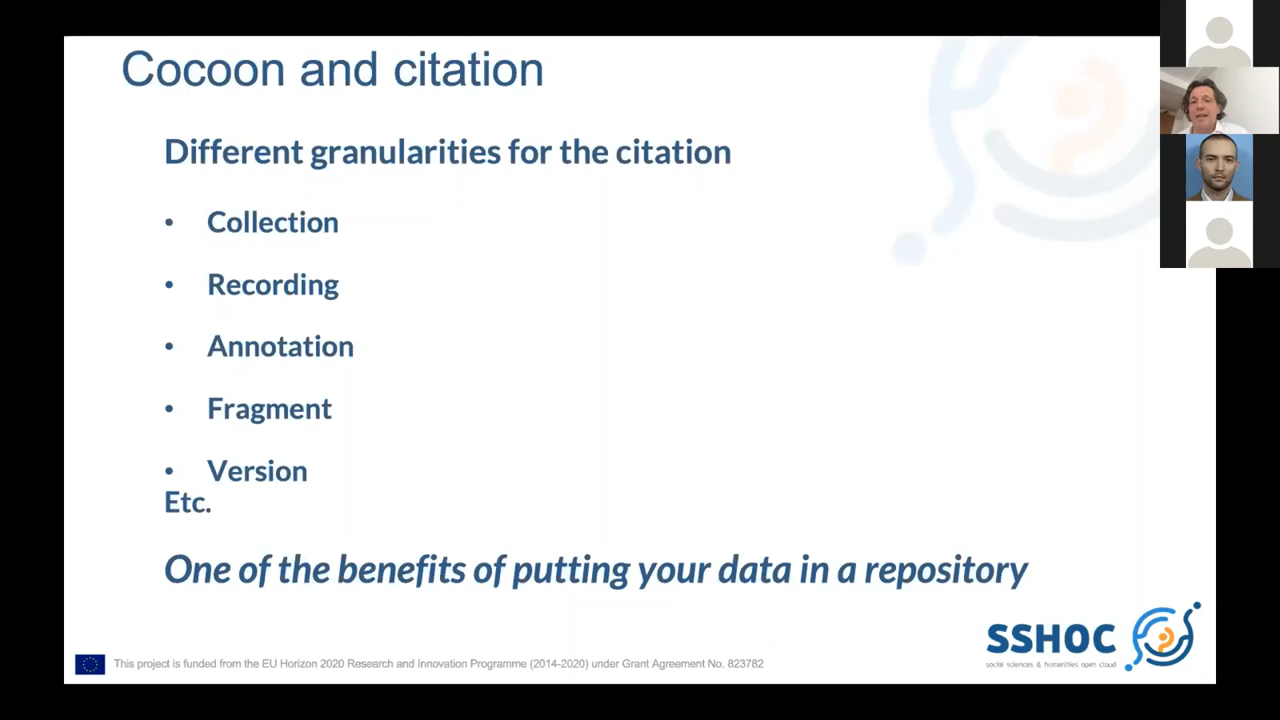 Cocoon and citation
Different granularities for the citation
• Collection
• Recording
• Annotation
• Fragment
• Version
Etc.
One of the benefits of putting your data in a repository
SSHOC
social sciences & humanities open cloud
This project is funded from the EU Horizon 2020 Research and Innovation Programme (2014-2020) under Grant Agreement No. 823782